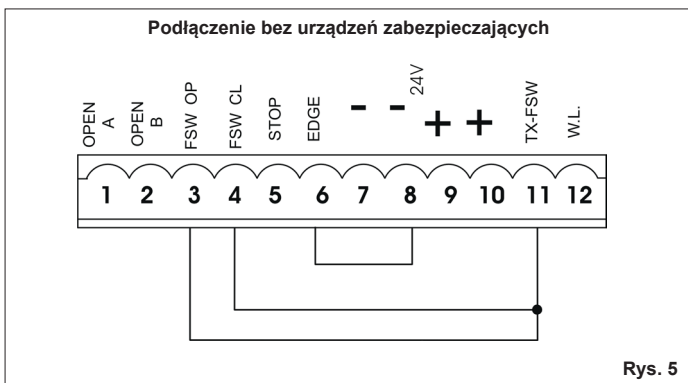 Podłączenie bez urządzeń zabezpieczających
OPEN A
OPEN B
FSW OP
FSW CL
STOP
EDGE
- -
24V
+ +
TX-FSW
W.L.
1 2 3 4 5 6 7 8 9 10 11 12
Rys. 5